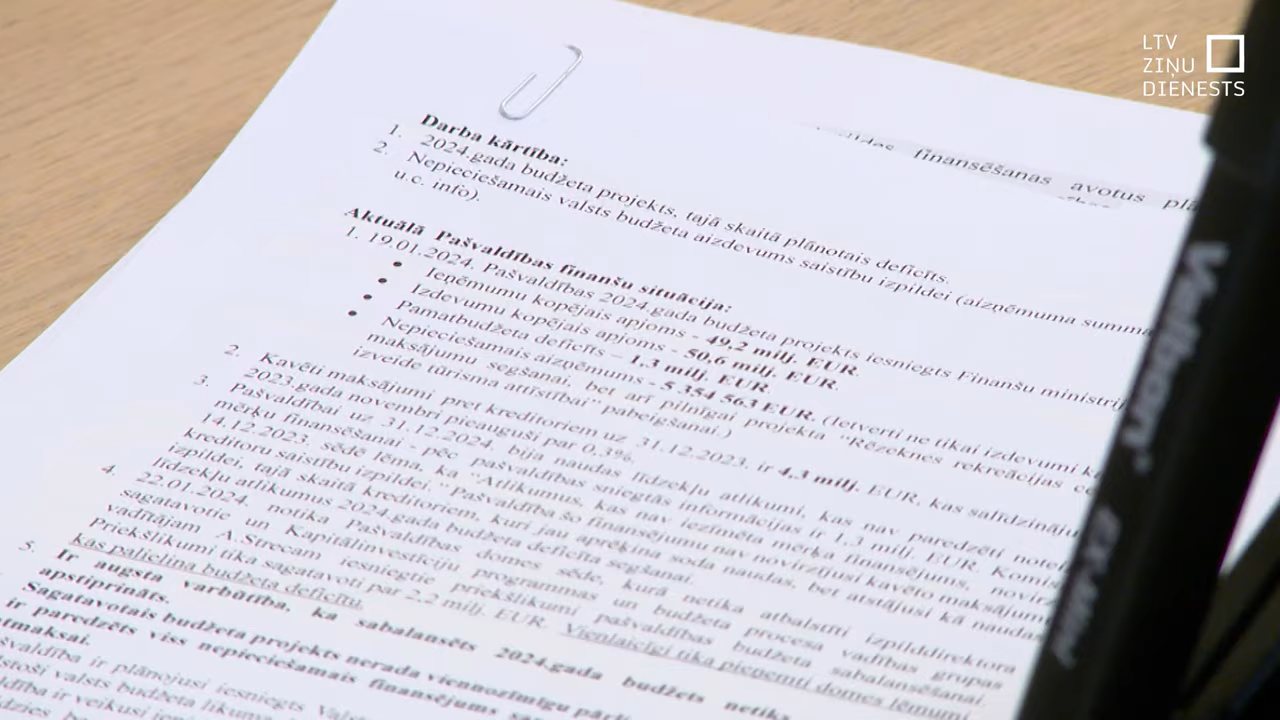 LTV
ZIŅU
DIENESTS
finansēšanas avotus
Darba kārtība:
1. 2024.gada budžeta projekts, tajā skaitā plānotais deficīts.
2. Nepieciešamais valsts budžeta aizdevums saistību izpildei (aizņēmuma summa
u.c. info).
Aktuālā Pašvaldības finanšu situācija:
1. 19.01.2024. Pašvaldības 2024.gada budžeta projekts iesniegts Finanšu
• Ieņēmumu kopējais apjoms - 49,2 milj. EUR
• Izdevumu kopējais apjoms - 50,6 milj. EUR
• Pamatbudžeta deficīts – 1,3 milj. EUR
• Nepieciešamais aizņēmums - 5 354 563 EUR. (Ietverti ne tikai izdevumi
maksājumu segšanai, bet arī pilnīgai projekta "Rēzeknes rekreācijas
izveide tūrisma attīstībai" pabeigšanai.)
2. Kavēti maksājumi pret kreditoriem uz 31.12.2023. ir 4,3 milj. EUR, kas
2023.gada novembri pieauguši par 0,3%.
3. Pašvaldībai uz 31.12.2024. bija naudas līdzekļu atlikumi, kas nav paredzēti
mērķu finansēšanai - pēc pašvaldības sniegtās informācijas ir 1,3 milj. EUR.
14.12.2023. sēdē lēma, ka "Atlikumus, kas nav iezīmēta mērķa finansējums,
kreditoru saistību izpildei." Pašvaldība šo finansējumu nav novirzījusi kavēto
izpildei, tajā skaitā kreditoriem, kuri jau aprēķina soda naudas, bet atstājusi kā
līdzekļu atlikumus 2024.gada budžeta deficīta segšanai.
4. 22.01.2024. notika Pašvaldības domes sēde, kurā netika atbalstīti izpilddirektora
sagatavotie un Kapitālinvestīciju programmas un budžeta procesa vadības grupas
vadītājam A.Strecam iesniegtie priekšlikumi pašvaldības budžeta sabalansēšanai.
Priekšlikumi tika sagatavoti par 2,2 milj. EUR. Vienlaicīgi tika pieņemti domes lēmumi,
kas palielina budžeta deficītu.
5. Ir augsta varbūtība, ka sabalansēts 2024.gada budžets netiks
apstiprināts.
Sagatavotais budžeta projekts nerada viennozīmīgu
ir paredzēts viss nepieciešamais finansējums
atmaksai.
ir plānojusi iesniegts
valsts budžeta
ir veikusi
Velibory
EX-Mini